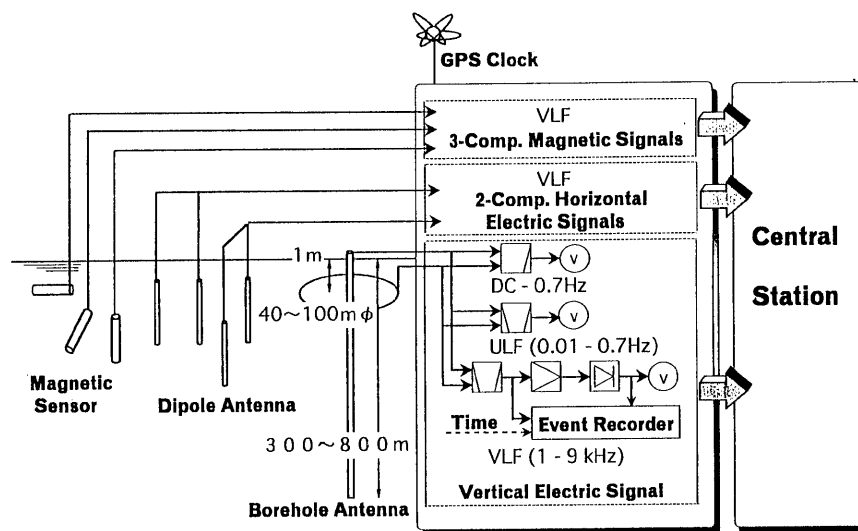 GPS Clock
VLF
3-Comp. Magnetic Signals
VLF
2-Comp. Horizontal
Electric Signals
Central
Station
1m
V
DC - 0.7Hz
40～100mφ
V
ULF (0.01 - 0.7Hz)
V
Magnetic
Sensor
Dipole Antenna
Time
Event Recorder
300～800m
VLF (1 - 9 kHz)
Borehole Antenna
Vertical Electric Signal